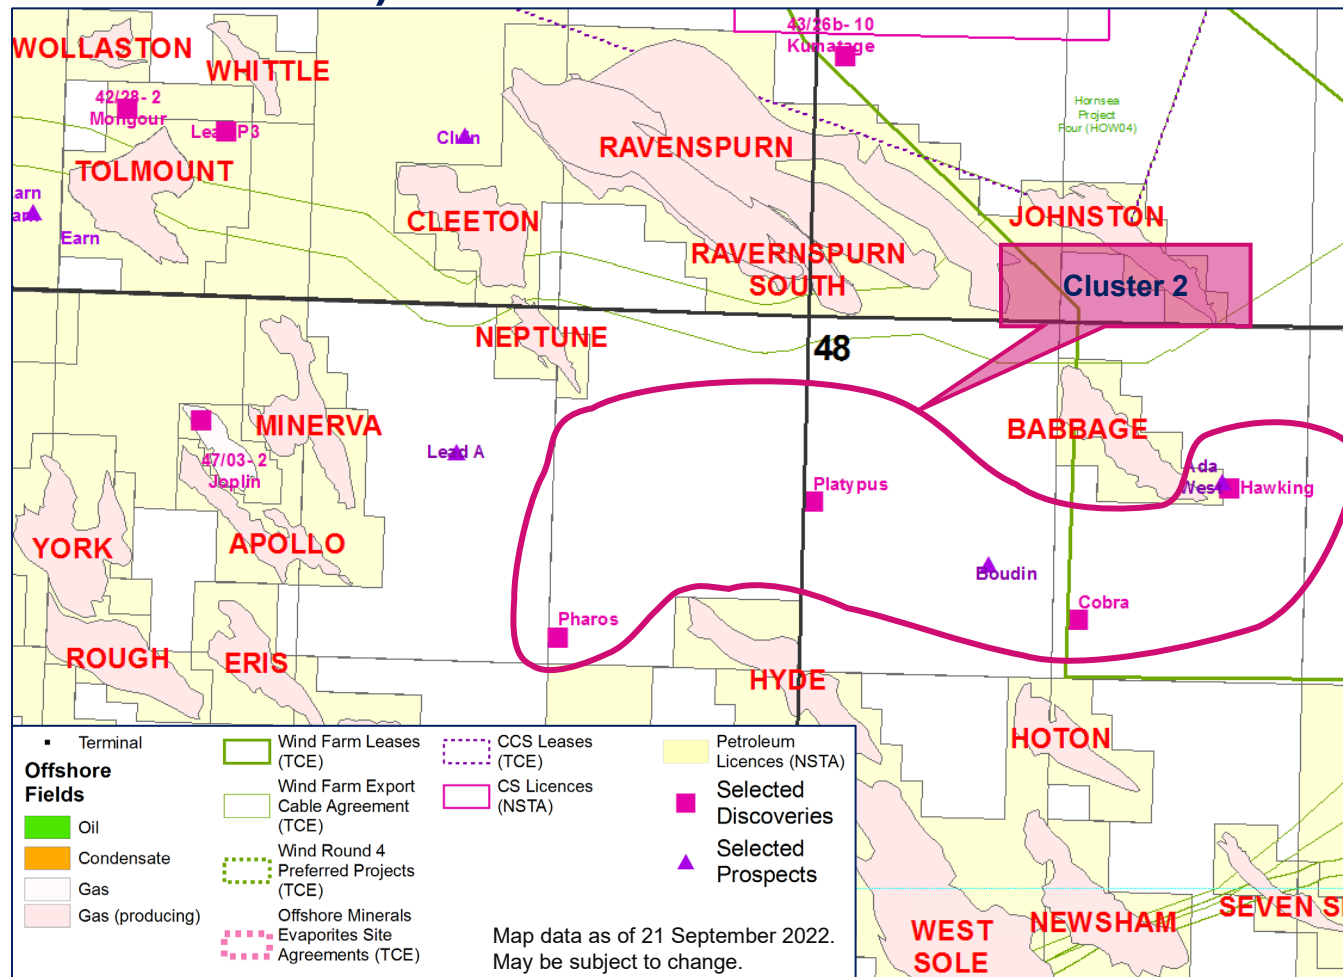 43/26b- 10
Kumatage
WOLLASTON
WHITTLE
42/28- 2
Mongour
Lead P3
TOLMOUNT
Earn
Clun
CLEETON
RAVENSPURN
RAVERNSPURN
SOUTH
Hornsea
Project
Four (HOW04)
JOHNSTON
Cluster 2
NEPTUNE
48
MINERVA
47/03- 2
Joplin
Lead A
BABBAGE
Ada
West
Hawking
Platypus
YORK
APOLLO
Boudin
Cobra
Pharos
ROUGH
ERIS
HYDE
HOTON
WEST
SOLE
NEWSHAM
Terminal
Offshore
Fields
Oil
Condensate
Gas
Gas (producing)
Wind Farm Leases
(TCE)
Wind Farm Export
Cable Agreement
(TCE)
Wind Round 4
Preferred Projects
(TCE)
Offshore Minerals
Evaporites Site
Agreements (TCE)
CCS Leases
(TCE)
CS Licences
(NSTA)
Petroleum
Licences (NSTA)
Selected
Discoveries
Selected
Prospects
Map data as of 21 September 2022.
May be subject to change.
SEVEN